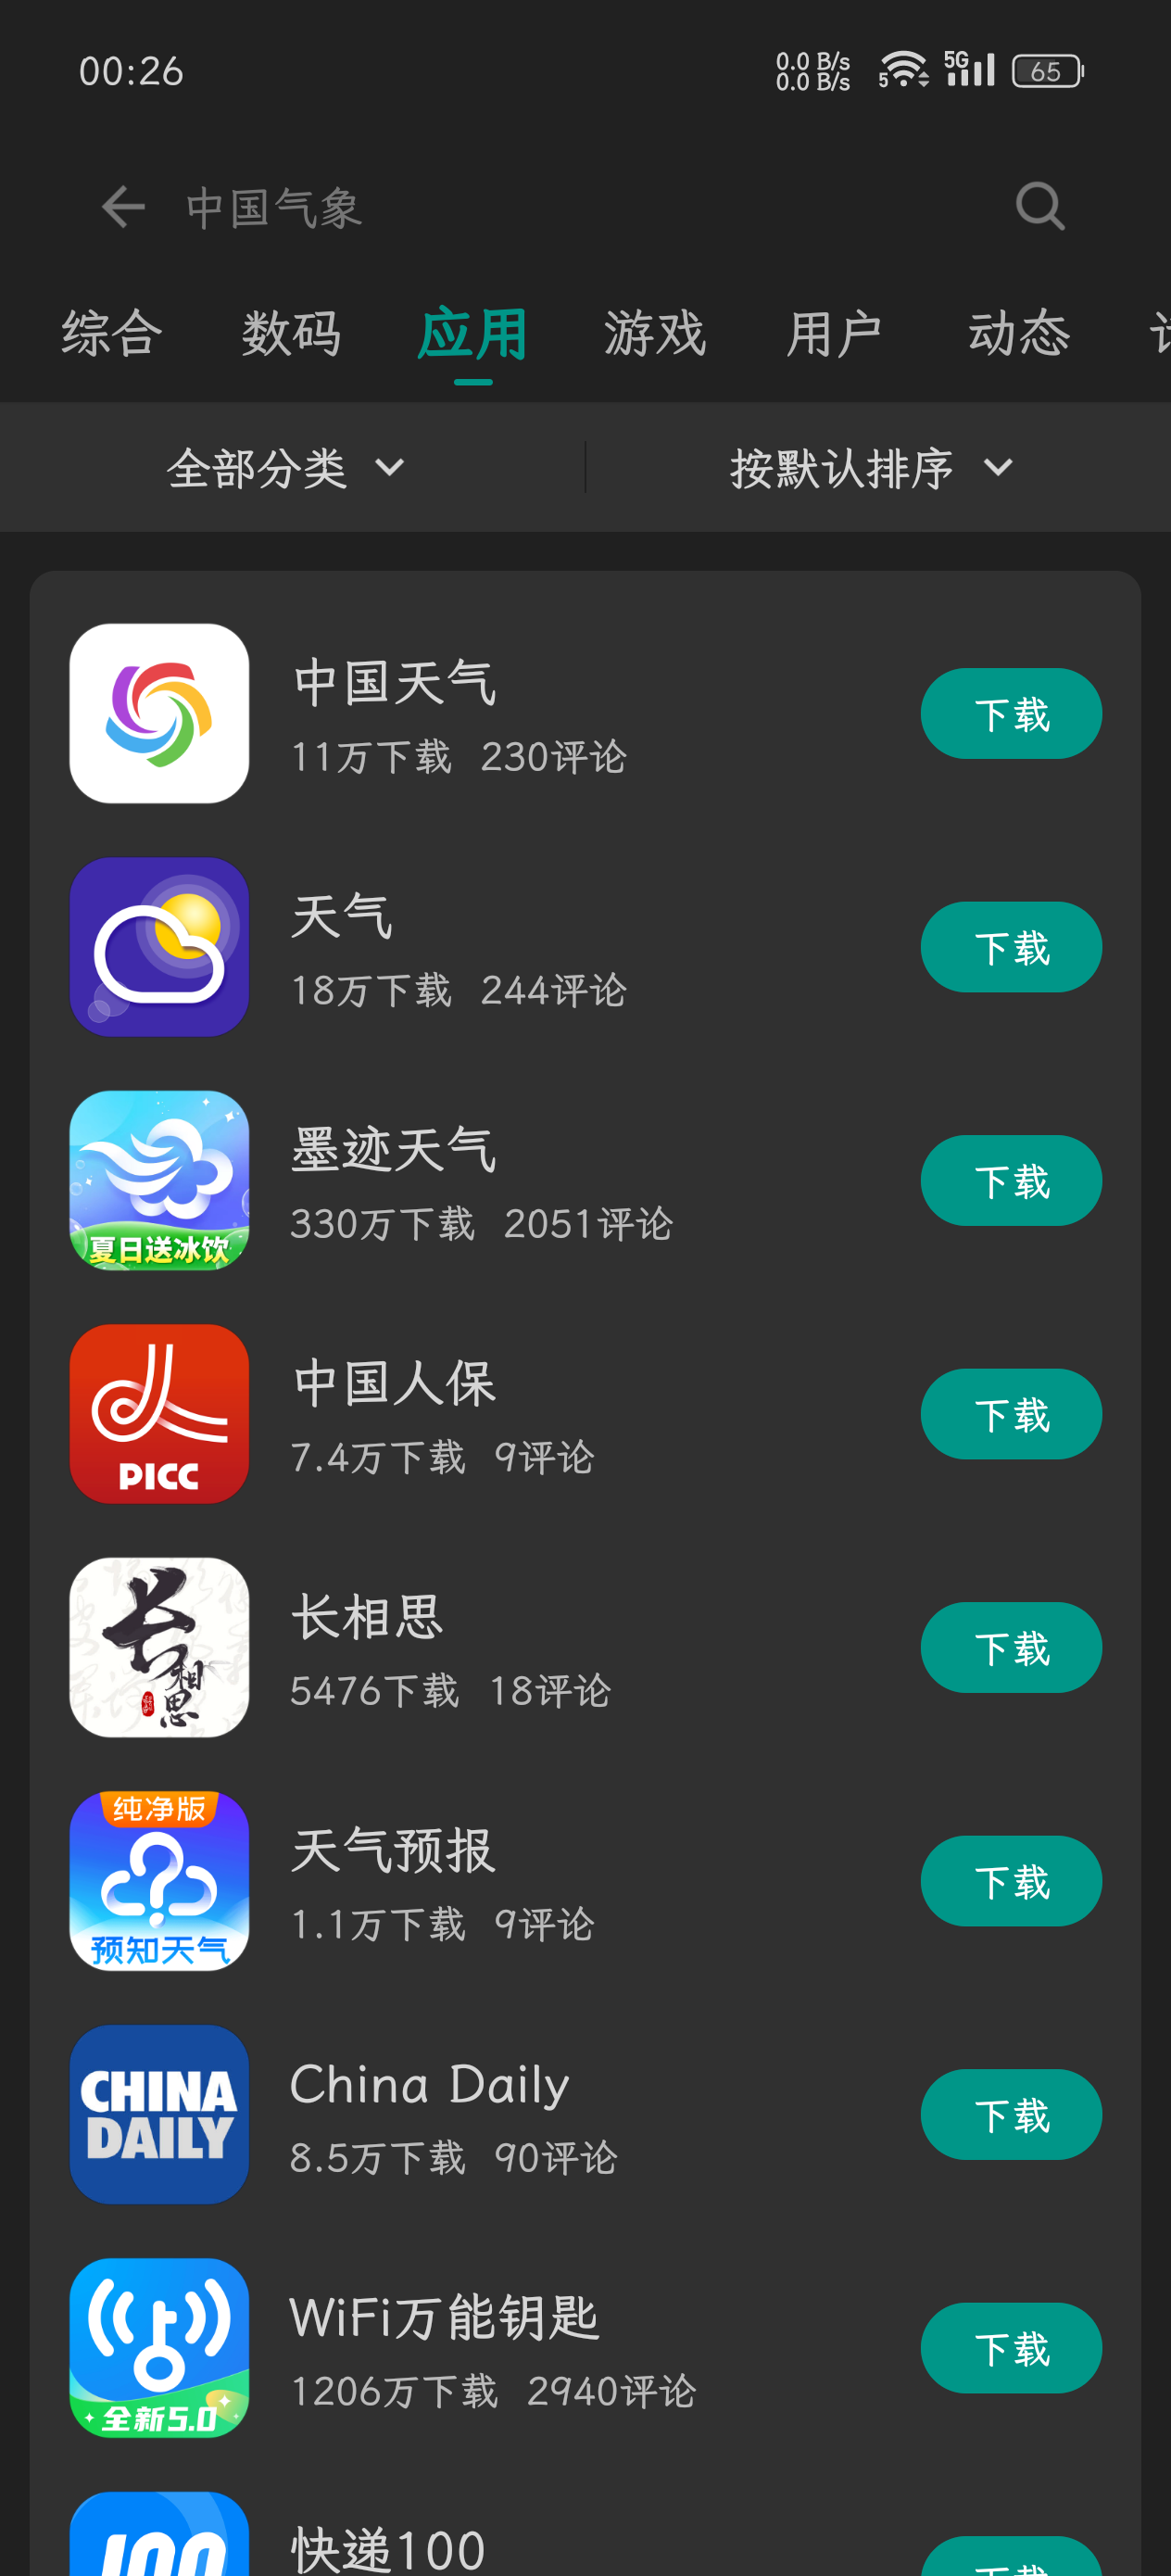 00:26
0.0 B/s
0.0 B/s
5
5G
65
中国气象
综合 数码 应用 游戏 用户 动态
全部分类 按默认排序
中国天气
11万下载 230评论
下载
天气
18万下载 244评论
下载
夏日送冰饮
墨迹天气
330万下载 2051评论
下载
PICC
中国人保
7.4万下载 9评论
下载
长相思
长相思
5476下载 18评论
下载
纯净版
预知天气
天气预报
1.1万下载 9评论
下载
CHINA
DAILY
China Daily
8.5万下载 90评论
下载
全新5.0
WiFi万能钥匙
1206万下载 2940评论
下载
100
快递100
下载